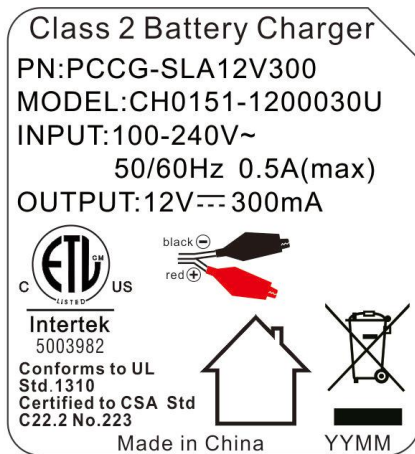 Class 2 Battery Charger
PN:PCCG-SLA12V300
MODEL:CH0151-1200030U
INPUT:100-240V~
50/60Hz 0.5A(max)
OUTPUT:12V⎓300mA
black⊖
red⊕
ETL CM
C US
LISTED
Intertek
5003982
Conforms to UL
Std.1310
Certified to CSA Std
C22.2 No.223
Made in China YYMM